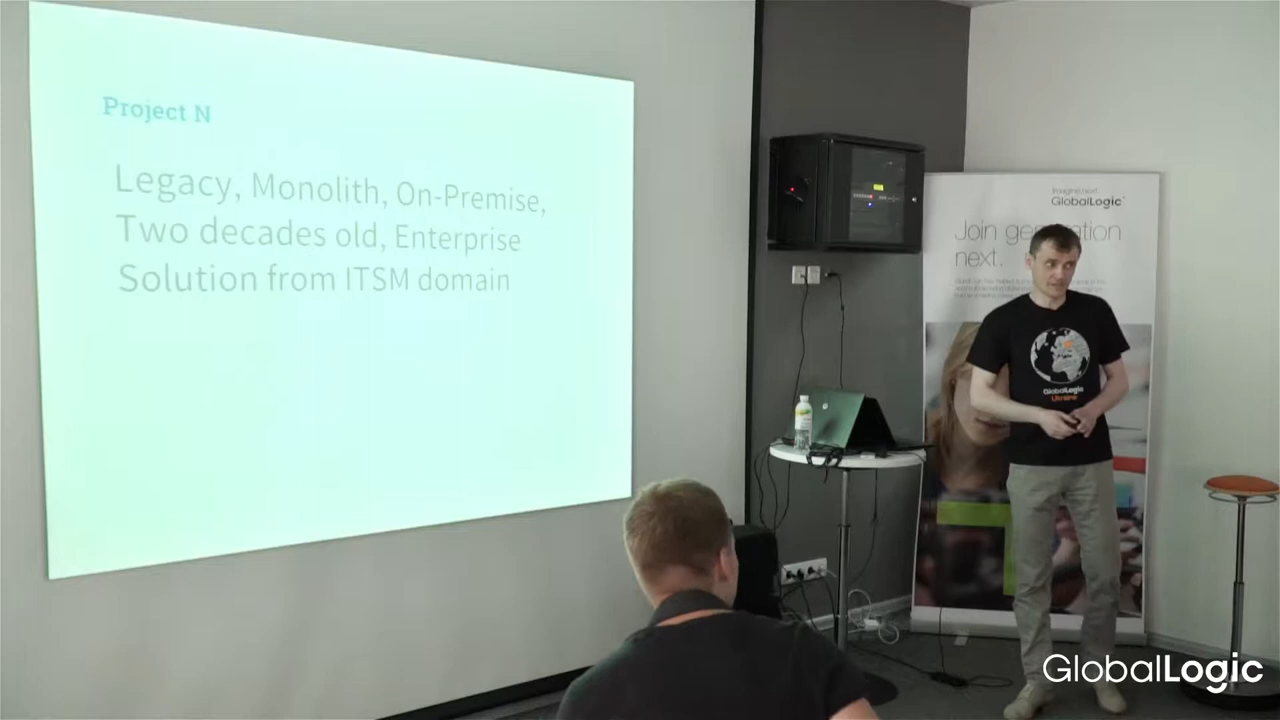 Project N
Legacy, Monolith, On-Premise,
Two decades old, Enterprise
Solution from ITSM domain
GlobalLogic
Join generation
next.
GlobalLogic
Ukraine
GlobalLogic